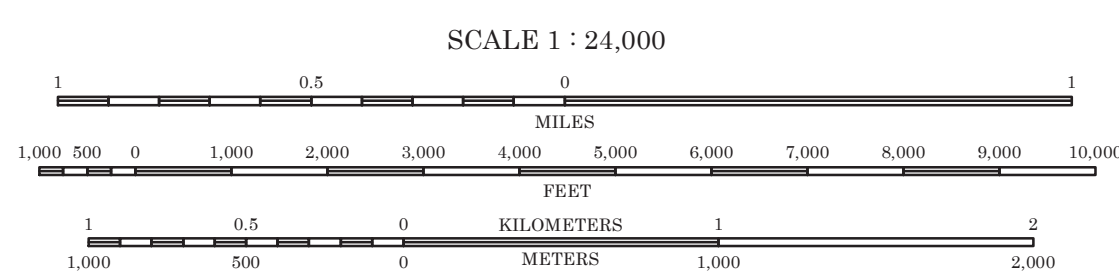 SCALE 1 : 24,000
1 0.5 0 1
MILES
1,000 500 0 1,000 2,000 3,000 4,000 5,000 6,000 7,000 8,000 9,000 10,000
FEET
1 0.5 0 KILOMETERS 1 2
1,000 500 0 METERS 1,000 2,000